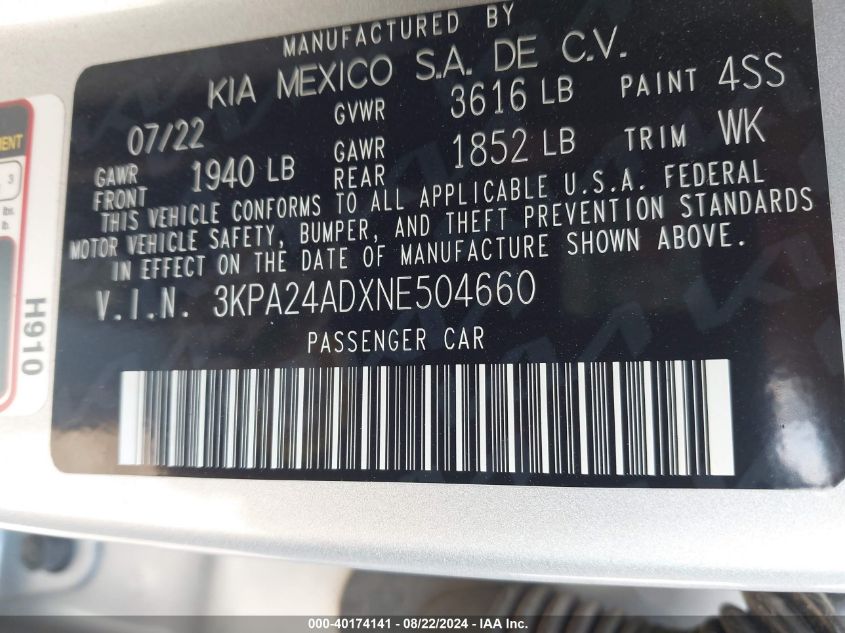 MANUFACTURED BY
KIA MEXICO S.A. DE C.V.
07/22 GVWR 3616 LB PAINT 4SS
GAWR FRONT 1940 LB GAWR REAR 1852 LB TRIM WK
THIS VEHICLE CONFORMS TO ALL APPLICABLE U.S.A. FEDERAL
MOTOR VEHICLE SAFETY, BUMPER, AND THEFT PREVENTION STANDARDS
IN EFFECT ON THE DATE OF MANUFACTURE SHOWN ABOVE.
V.I.N. 3KPA24ADXNE504660
PASSENGER CAR
H910
3
lbs.
lb.
000-40174141 - 08/22/2024 - IAA Inc.